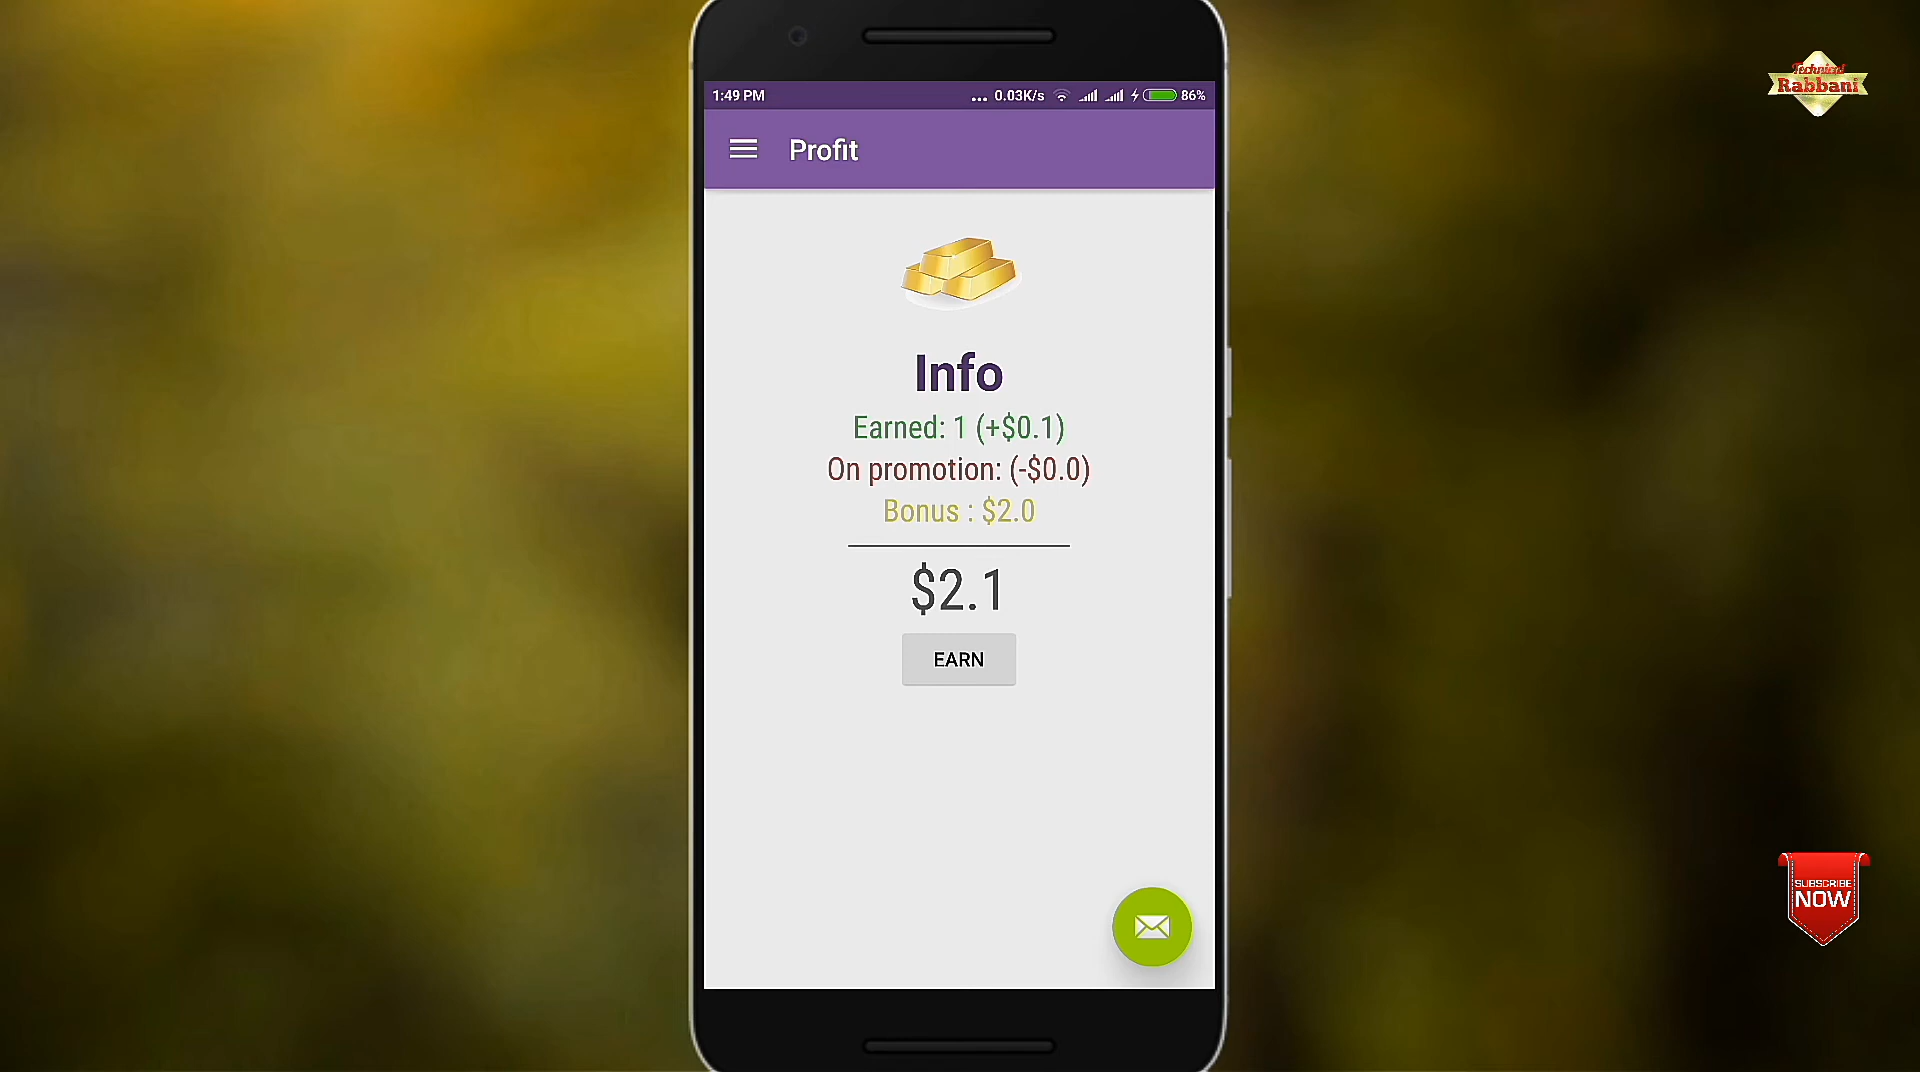 1:49 PM ... 0.03K/s 86%
Technical
Rabbani
Profit
Info
Earned: 1 (+$0.1)
On promotion: (-$0.0)
Bonus : $2.0
$2.1
EARN
SUBSCRIBE
NOW